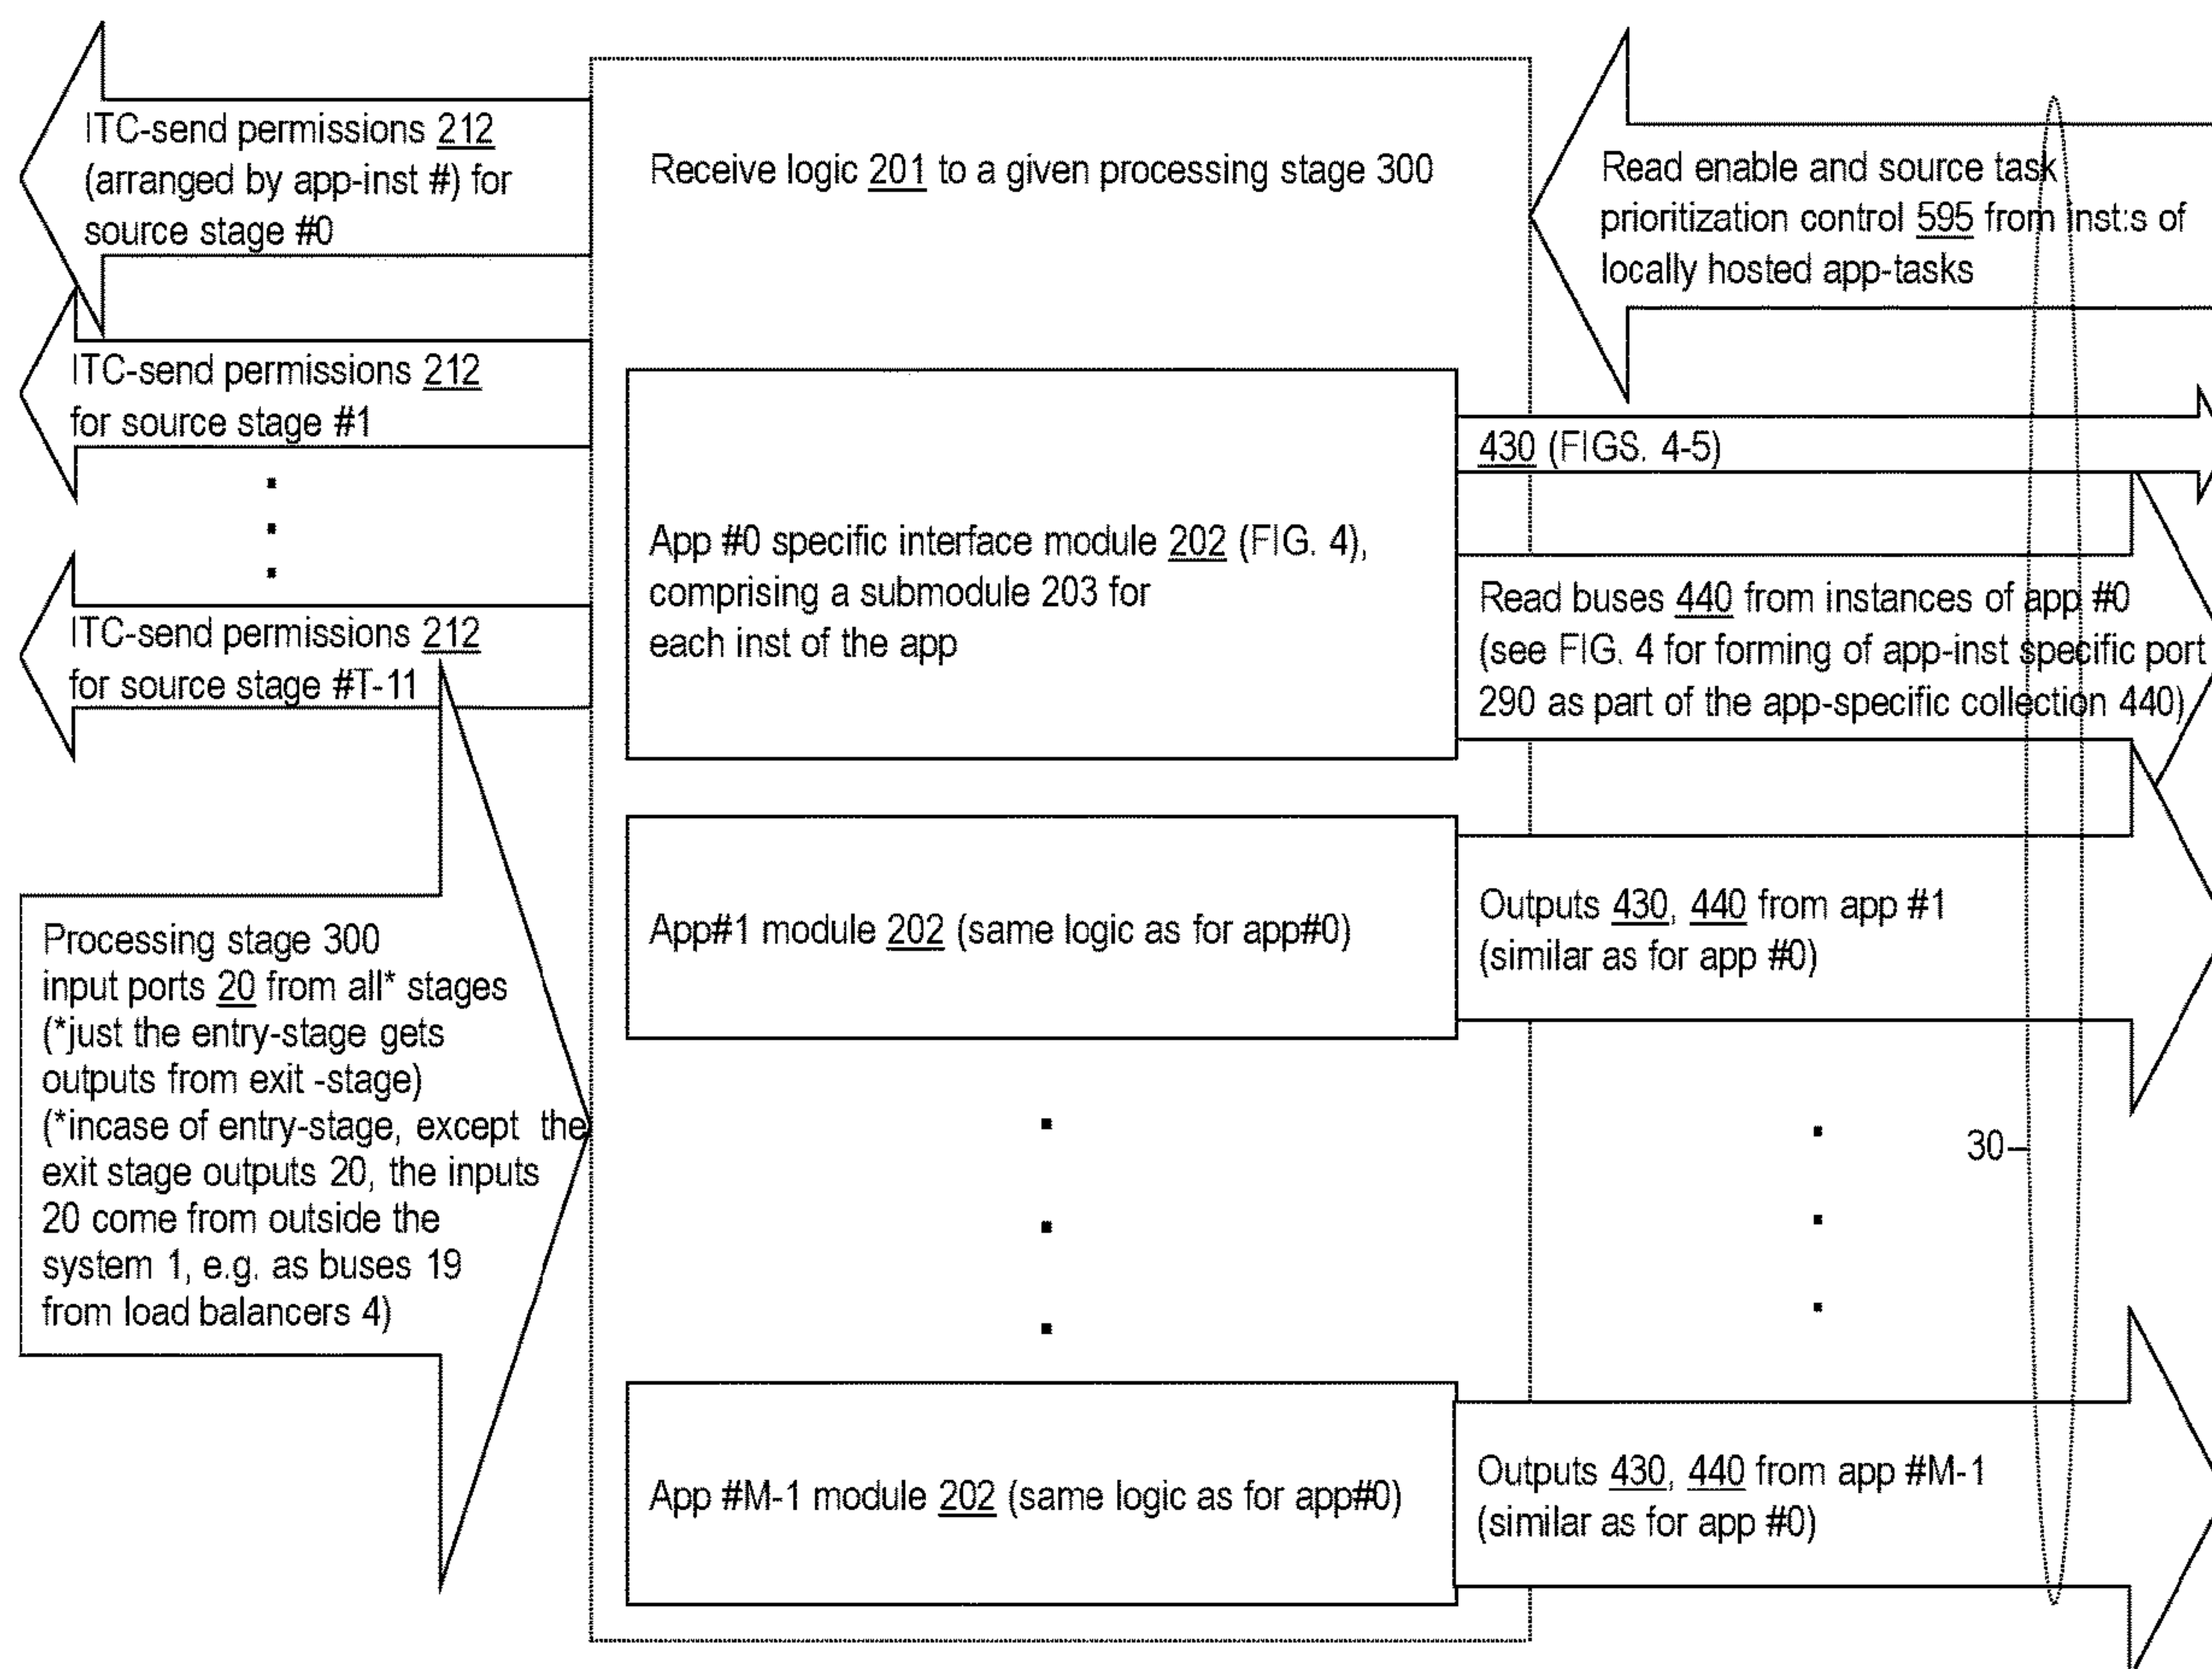 ITC-send permissions 212
(arranged by app-inst #) for
source stage #0
ITC-send permissions 212
for source stage #1
ITC-send permissions 212
for source stage #T-11
Processing stage 300
input ports 20 from all* stages
(*just the entry-stage gets
outputs from exit -stage)
(*incase of entry-stage, except the
exit stage outputs 20, the inputs
20 come from outside the
system 1, e.g. as buses 19
from load balancers 4)
Receive logic 201 to a given processing stage 300
App #0 specific interface module 202 (FIG. 4),
comprising a submodule 203 for
each inst of the app
App#1 module 202 (same logic as for app#0)
App #M-1 module 202 (same logic as for app#0)
Read enable and source task
prioritization control 595 from inst:s of
locally hosted app-tasks
430 (FIGS. 4-5)
Read buses 440 from instances of app #0
(see FIG. 4 for forming of app-inst specific port
290 as part of the app-specific collection 440)
Outputs 430, 440 from app #1
(similar as for app #0)
30
Outputs 430, 440 from app #M-1
(similar as for app #0)